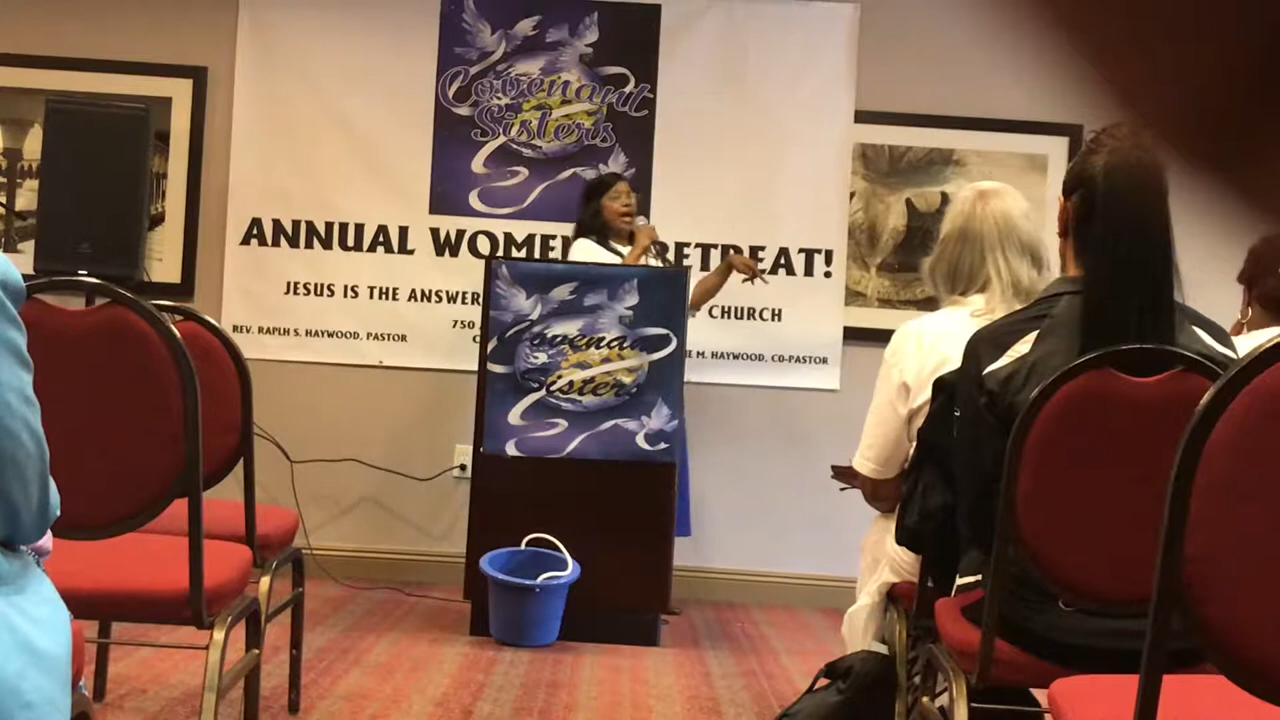 Covenant
Sisters
ANNUAL WOMEN RETREAT!
JESUS IS THE ANSWER CHURCH
750
REV. RAPLH S. HAYWOOD, PASTOR M. HAYWOOD, CO-PASTOR
Covenant
Sisters